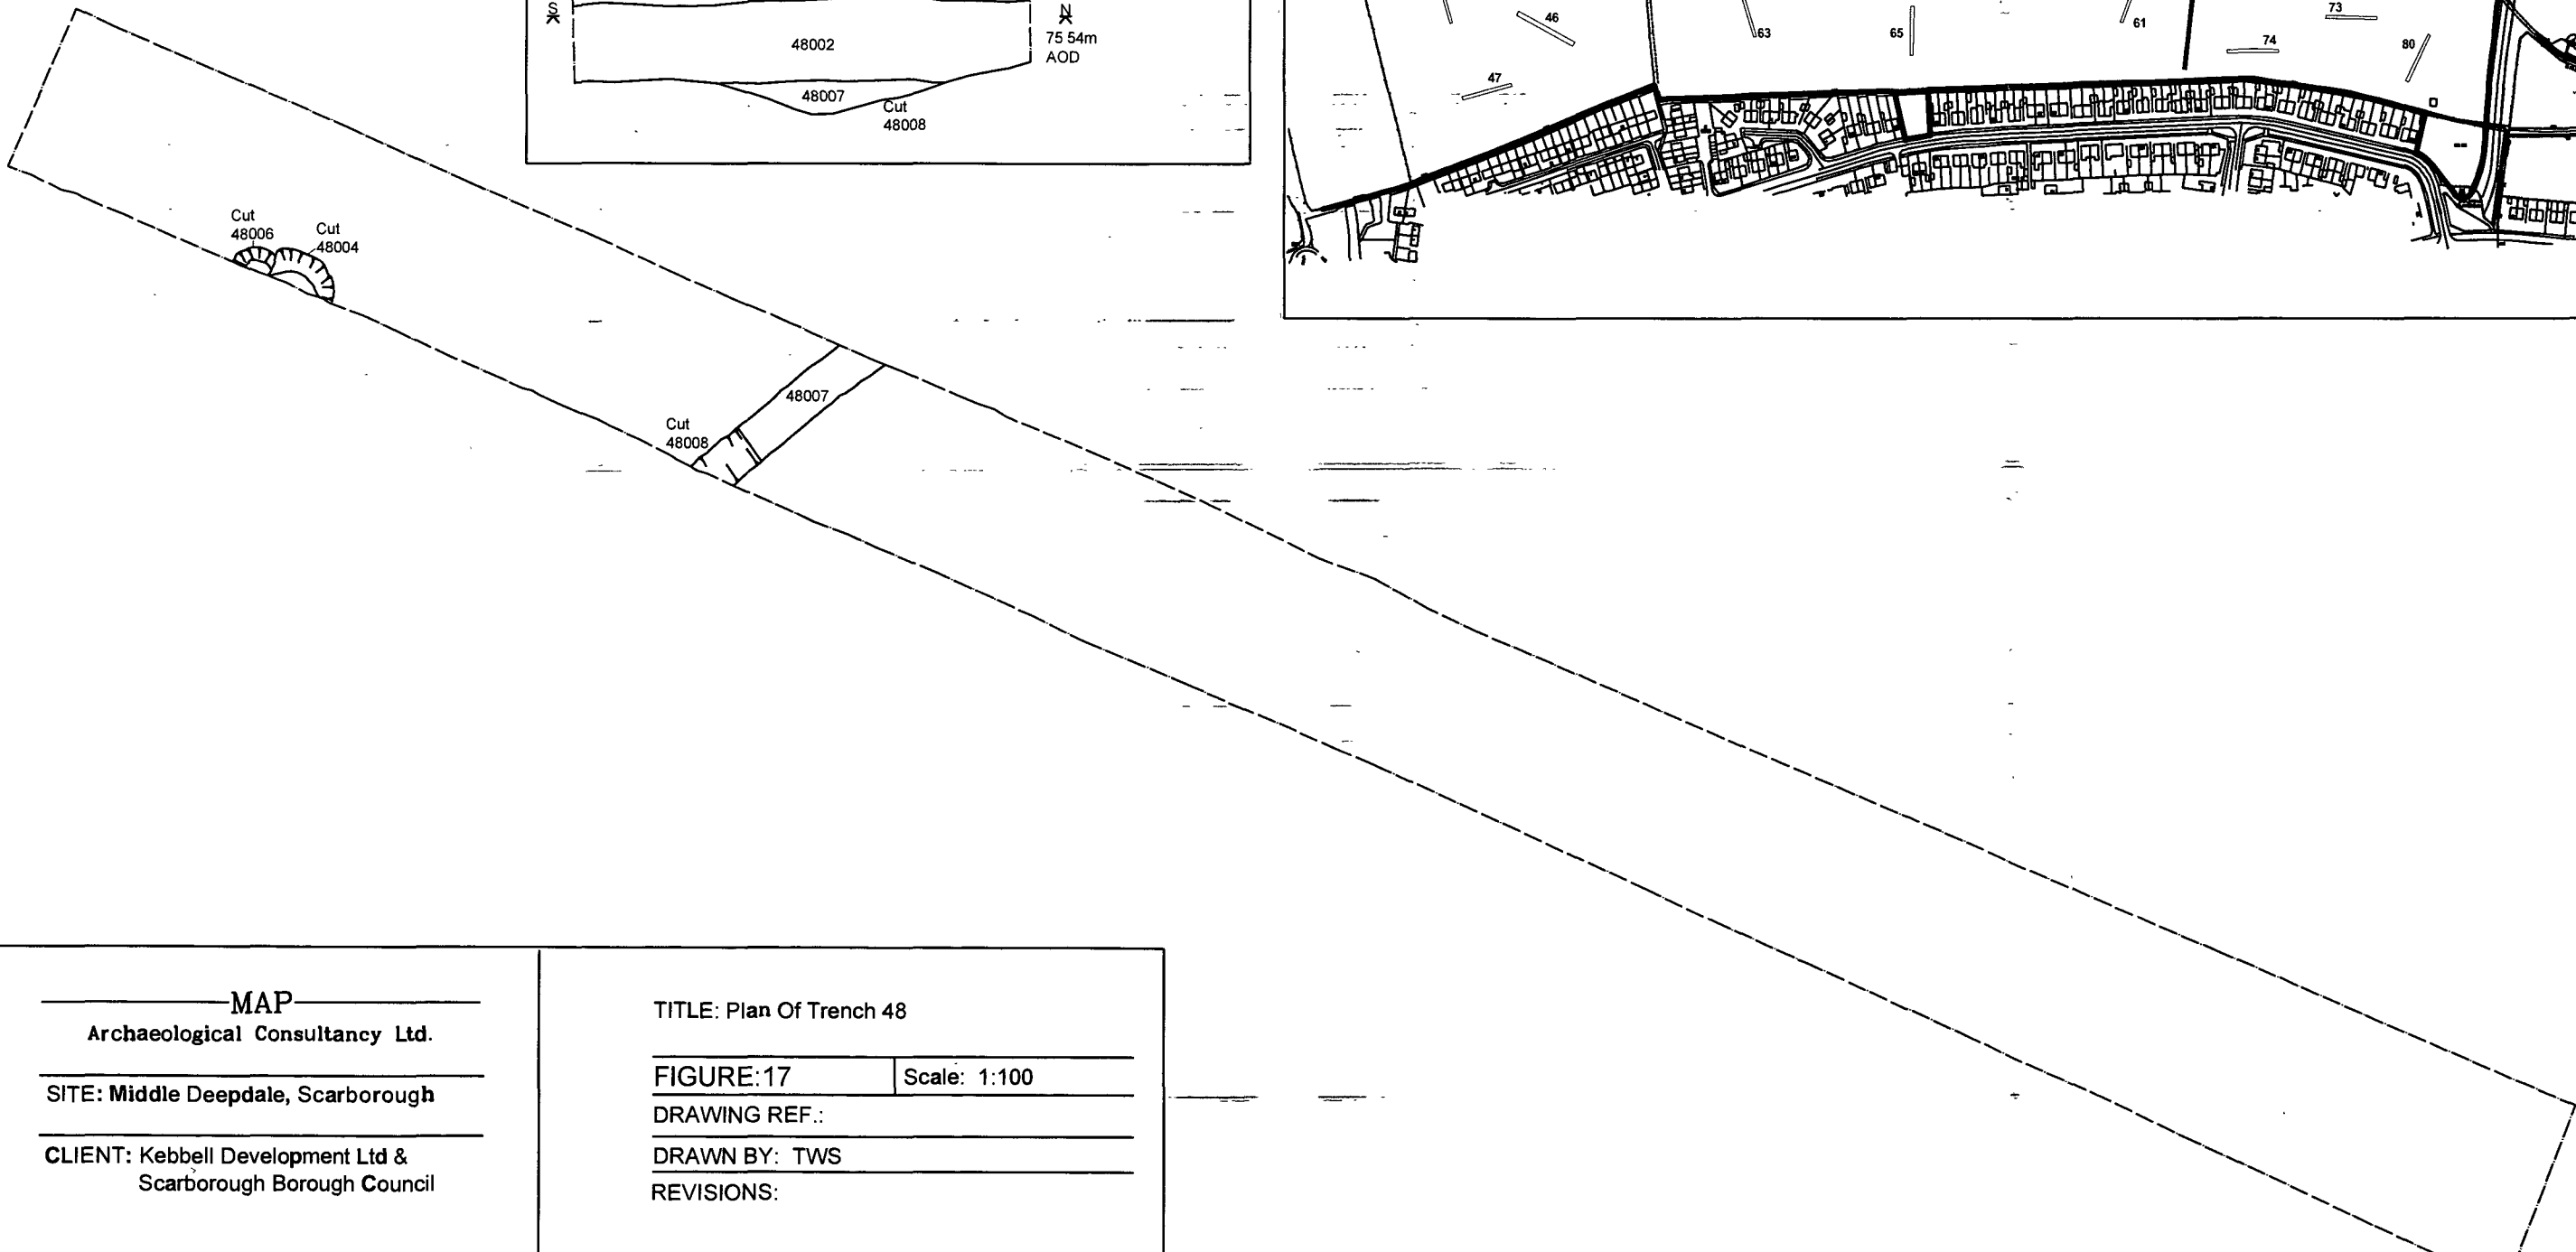 S
N
75 54m
AOD
48002
48007
Cut
48008
46
47
63
65
61
73
74
80
Cut
48006
Cut
48004
48007
Cut
48008
MAP
Archaeological Consultancy Ltd.
SITE: Middle Deepdale, Scarborough
CLIENT: Kebbell Development Ltd &
Scarborough Borough Council
TITLE: Plan Of Trench 48
FIGURE:17
Scale: 1:100
DRAWING REF.:
DRAWN BY: TWS
REVISIONS: